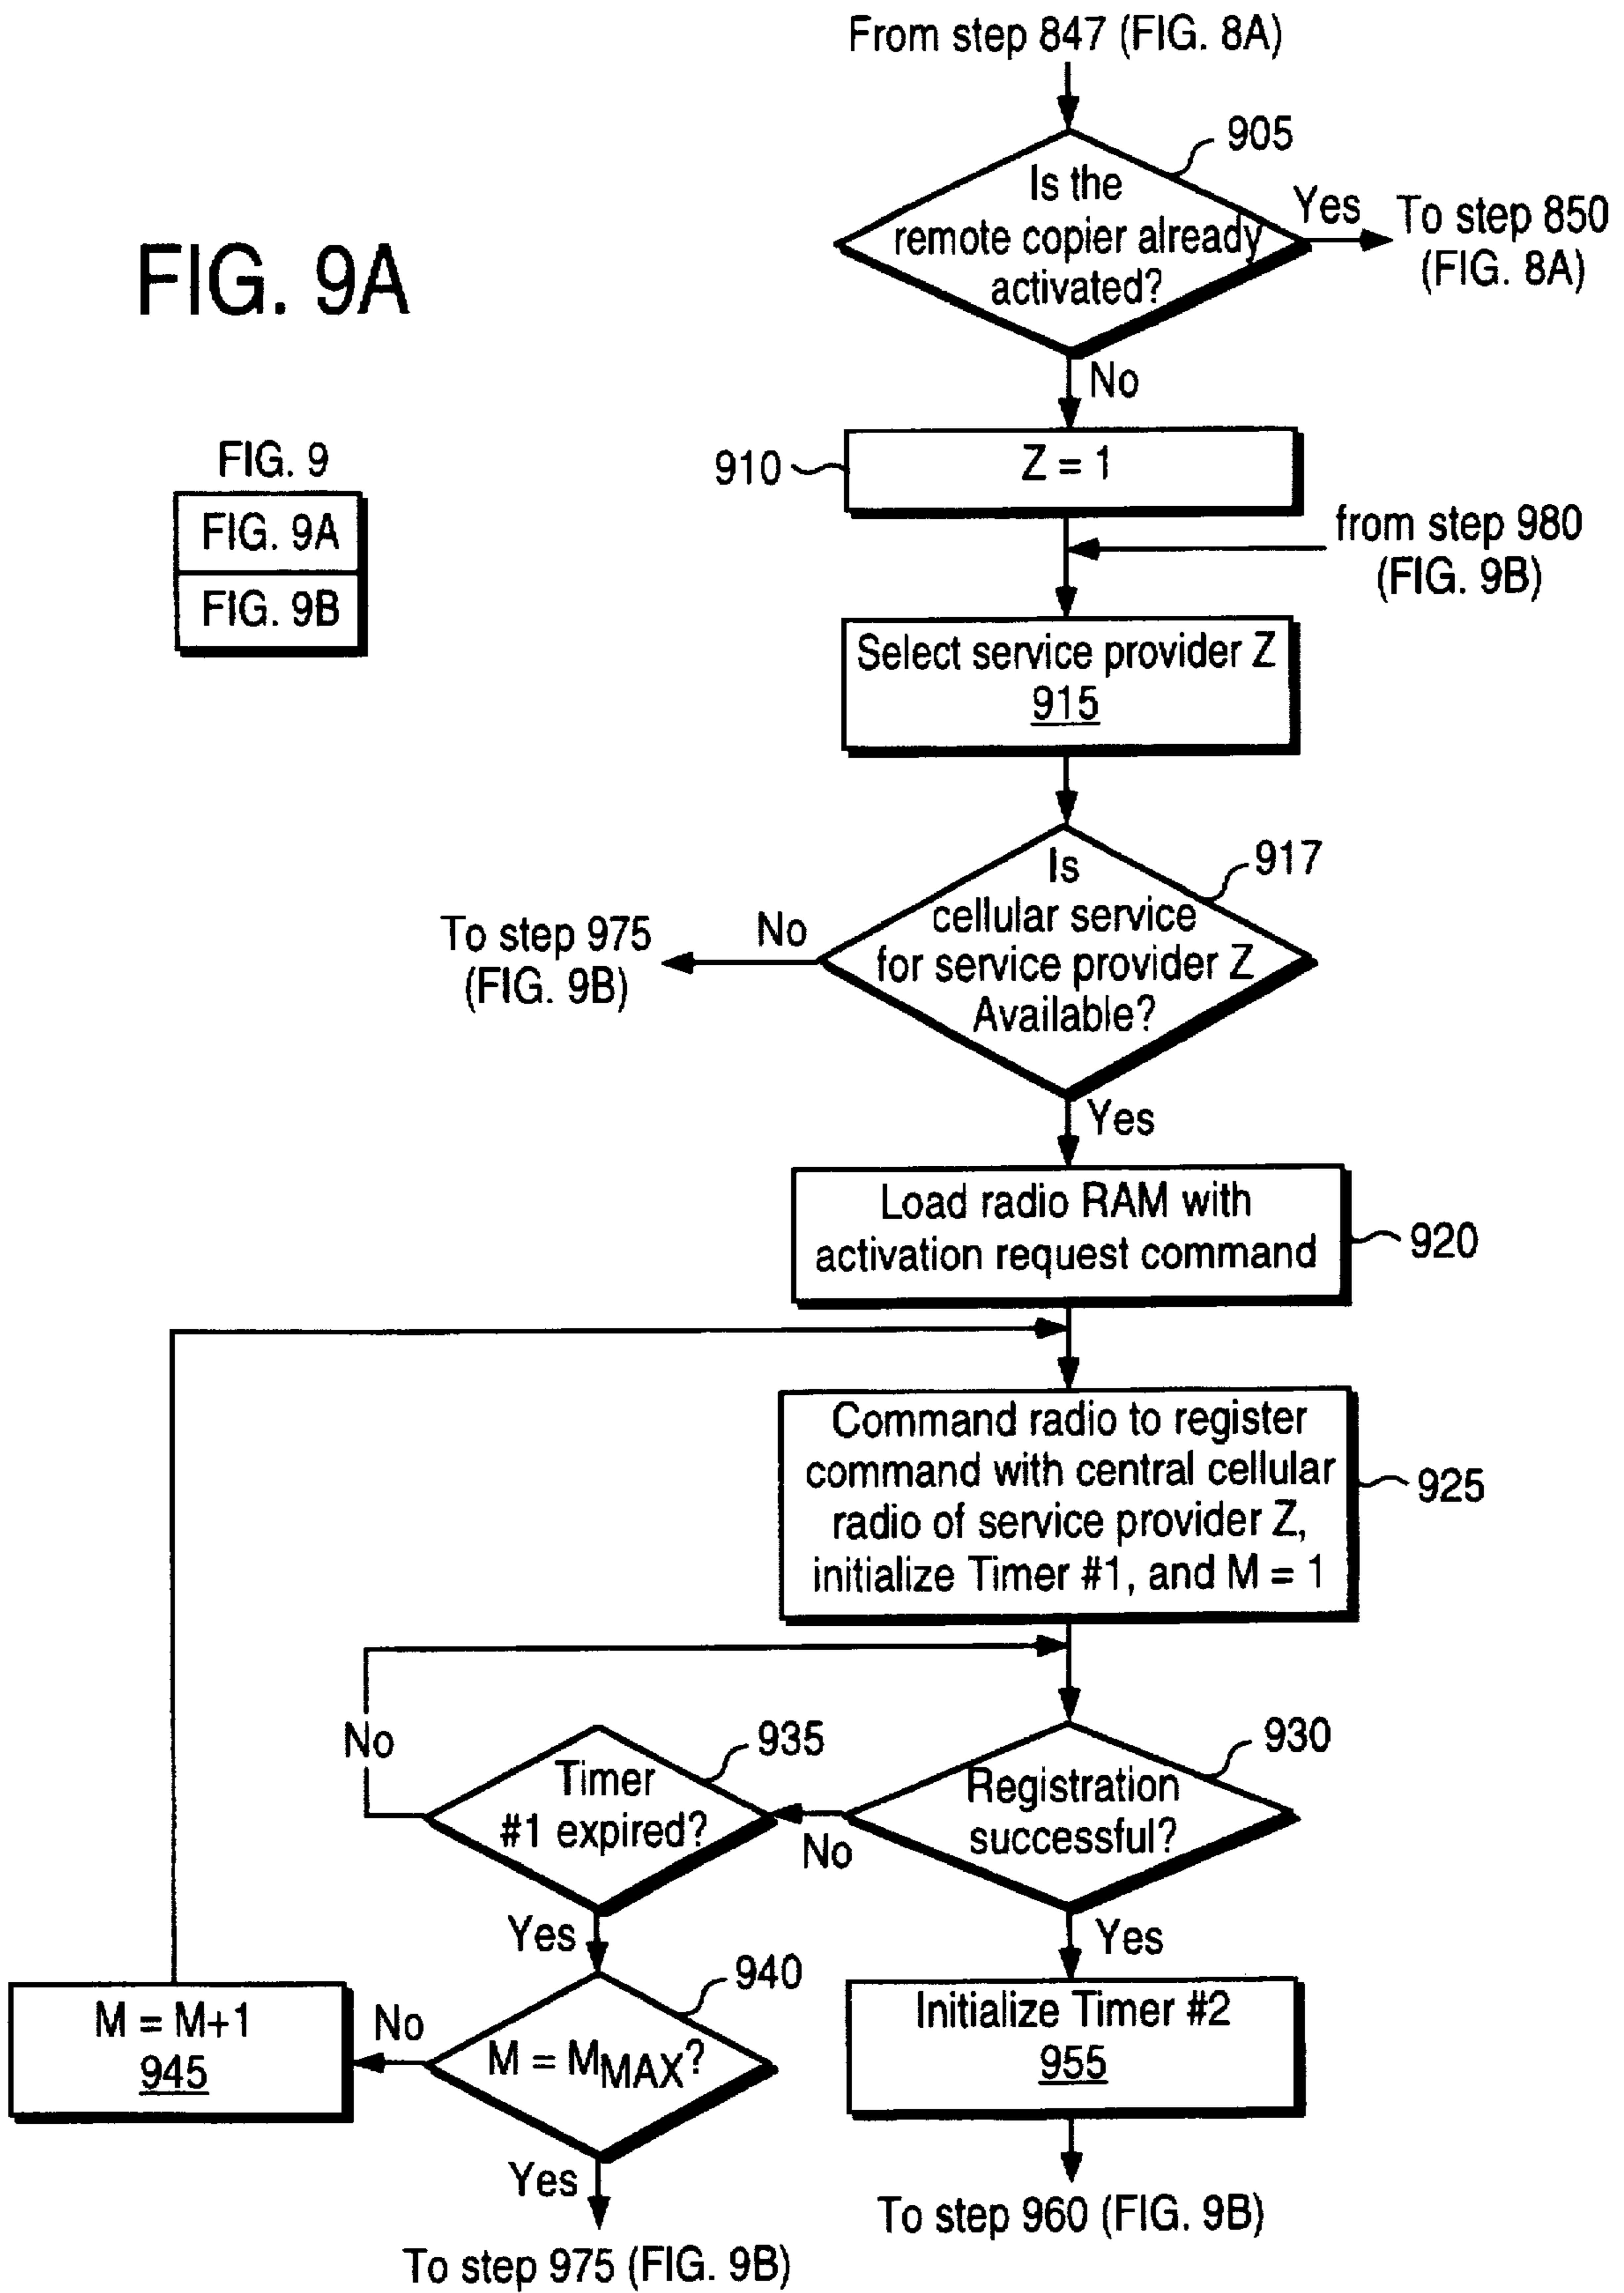 From step 847 (FIG. 8A)
905
Is the
remote copier already
activated?
Yes
To step 850
(FIG. 8A)
FIG. 9A
No
FIG. 9
FIG. 9A
FIG. 9B
910
Z = 1
from step 980
(FIG. 9B)
Select service provider Z
915
917
Is
cellular service
for service provider Z
Available?
No
To step 975
(FIG. 9B)
Yes
Load radio RAM with
activation request command
920
Command radio to register
command with central cellular
radio of service provider Z,
initialize Timer #1, and M = 1
925
No
935
Timer
#1 expired?
930
Registration
successful?
No
Yes
Yes
940
M = M+1
945
No
M = MMAX?
Initialize Timer #2
955
Yes
To step 975 (FIG. 9B)
To step 960 (FIG. 9B)